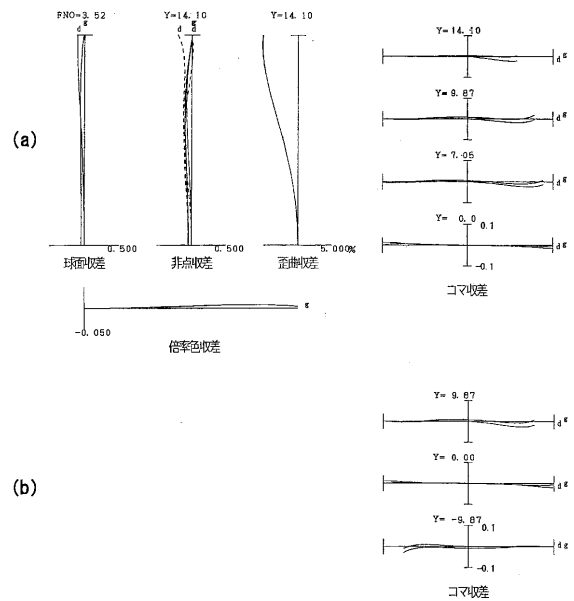 FNO=3.52
Y=14.10
Y=14.10
d g
d g
(a)
0.500
0.500
5.000%
球面収差
非点収差
歪曲収差
g
-0.050
倍率色収差
Y=14.10
d g
Y= 9.87
d g
Y= 7.05
d g
Y= 0.0
0.1
d g
-0.1
コマ収差
(b)
Y= 9.87
d g
Y= 0.00
d g
Y= -9.87
0.1
d g
-0.1
コマ収差